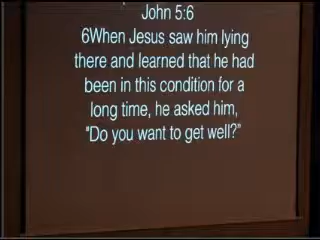 John 5:6
6When Jesus saw him lying
there and learned that he had
been in this condition for a
long time, he asked him,
"Do you want to get well?"